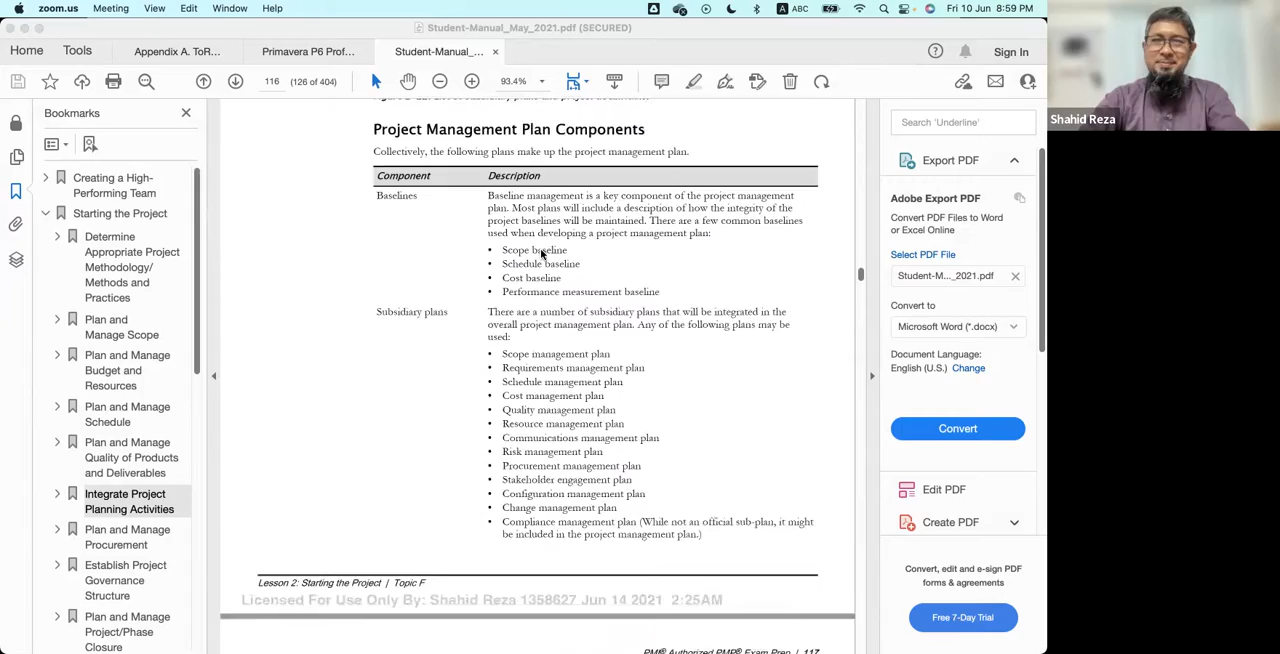 zoom.us Meeting View Edit Window Help
A ABC Fri 10 Jun 8:59 PM
Student-Manual_May_2021.pdf (SECURED)
Home Tools Appendix A. ToR... Primavera P6 Prof... Student-Manual_... × Sign In
116 (126 of 404) 93.4%
Bookmarks
Creating a High-
Performing Team
Starting the Project
Determine
Appropriate Project
Methodology/
Methods and
Practices
Plan and
Manage Scope
Plan and Manage
Budget and
Resources
Plan and Manage
Schedule
Plan and Manage
Quality of Products
and Deliverables
Integrate Project
Planning Activities
Plan and Manage
Procurement
Establish Project
Governance
Structure
Plan and Manage
Project/Phase
Closure
Project Management Plan Components
Collectively, the following plans make up the project management plan.
Component Description
Baselines
Baseline management is a key component of the project management
plan. Most plans will include a description of how the integrity of the
project baselines will be maintained. There are a few common baselines
used when developing a project management plan:
• Scope baseline
• Schedule baseline
• Cost baseline
• Performance measurement baseline
Subsidiary plans
There are a number of subsidiary plans that will be integrated in the
overall project management plan. Any of the following plans may be
used:
• Scope management plan
• Requirements management plan
• Schedule management plan
• Cost management plan
• Quality management plan
• Resource management plan
• Communications management plan
• Risk management plan
• Procurement management plan
• Stakeholder engagement plan
• Configuration management plan
• Change management plan
• Compliance management plan (While not an official sub-plan, it might
be included in the project management plan.)
Lesson 2: Starting the Project | Topic F
Licensed For Use Only By: Shahid Reza 1358627 Jun 14 2021 2:25AM
PMI® Authorized PMP® Exam Prep | 117
Search 'Underline'
Export PDF
Adobe Export PDF
Convert PDF Files to Word
or Excel Online
Select PDF File
Student-M..._2021.pdf
Convert to
Microsoft Word (*.docx)
Document Language:
English (U.S.) Change
Convert
Edit PDF
Create PDF
Convert, edit and e-sign PDF
forms & agreements
Free 7-Day Trial
Shahid Reza